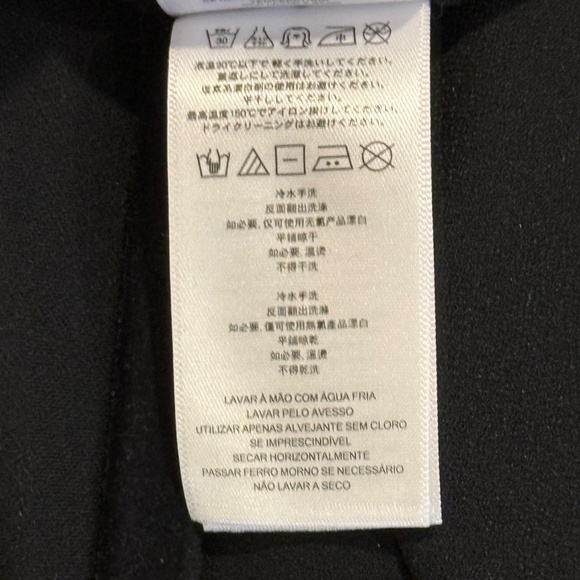 30
液温30℃以下で 軽く手洗いしてください。
裏返しにして洗濯してください。
塩素系漂白剤の使用はお避けください。
平干ししてください。
最高温度150℃でアイロン掛けしてください。
ドライクリーニングはお避けください。
冷水手洗
反面翻出洗涤
如必要,仅可使用无氯产品漂白
平铺晾干
如必要,温烫
不得干洗
冷水手洗
反面翻出洗滌
如必要,僅可使用無氯產品漂白
平鋪晾乾
如必要,溫燙
不得乾洗
LAVAR À MÃO COM ÁGUA FRIA
LAVAR PELO AVESSO
UTILIZAR APENAS ALVEJANTE SEM CLORO
SE IMPRESCINDÍVEL
SECAR HORIZONTALMENTE
PASSAR FERRO MORNO SE NECESSÁRIO
NÃO LAVAR A SECO